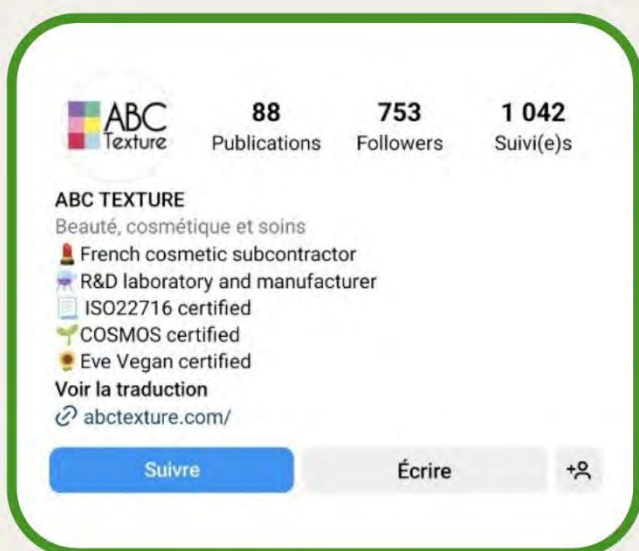 ABC
Texture
88
Publications
753
Followers
1 042
Suivi(e)s
ABC TEXTURE
Beauté, cosmétique et soins
French cosmetic subcontractor
R&D laboratory and manufacturer
ISO22716 certified
COSMOS certified
Eve Vegan certified
Voir la traduction
abctexture.com/
Suivre
Écrire